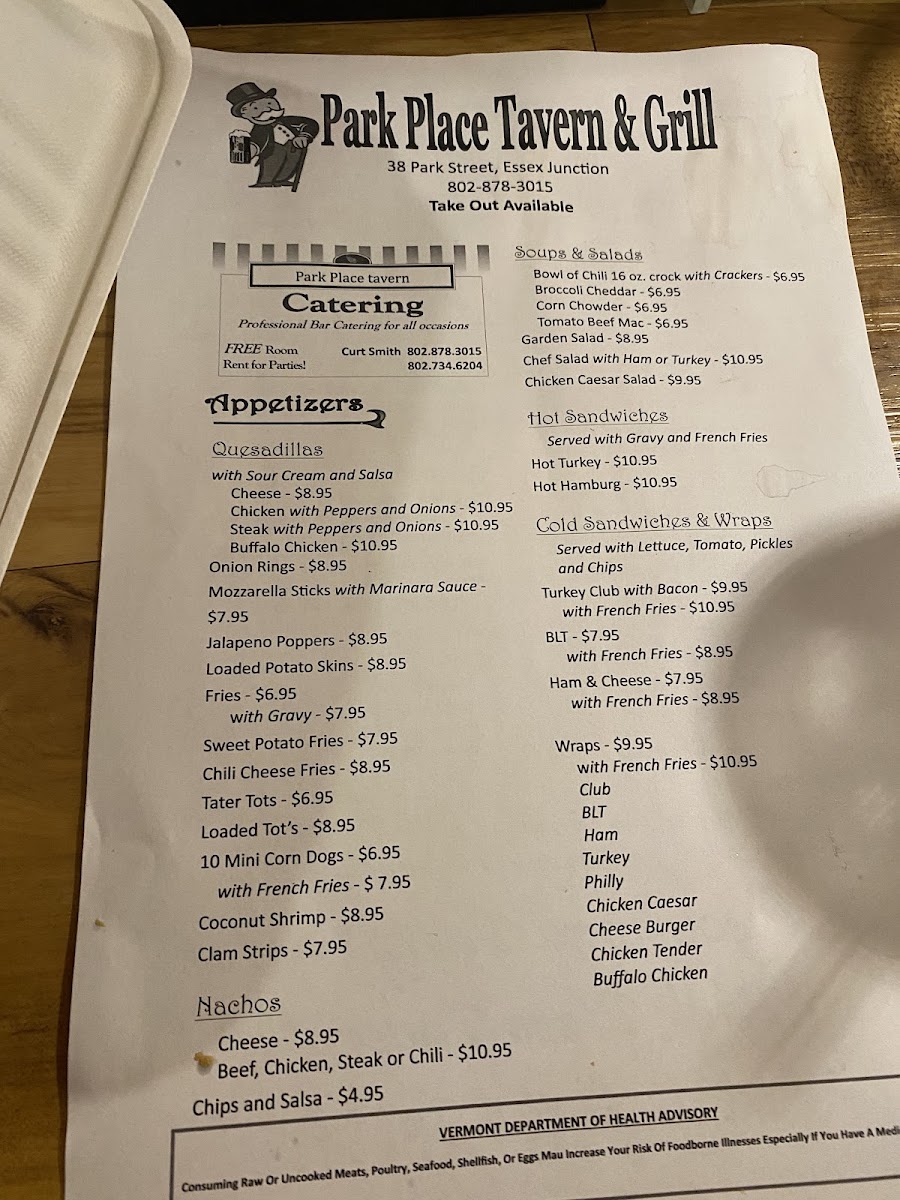 Park Place Tavern & Grill
38 Park Street, Essex Junction
802-878-3015
Take Out Available
Park Place tavern
Catering
Professional Bar Catering for all occasions
FREE Room
Rent for Parties!
Curt Smith 802.878.3015
802.734.6204
Appetizers
Quesadillas
with Sour Cream and Salsa
Cheese - $8.95
Chicken with Peppers and Onions - $10.95
Steak with Peppers and Onions - $10.95
Buffalo Chicken - $10.95
Onion Rings - $8.95
Mozzarella Sticks with Marinara Sauce -
$7.95
Jalapeno Poppers - $8.95
Loaded Potato Skins - $8.95
Fries - $6.95
with Gravy - $7.95
Sweet Potato Fries - $7.95
Chili Cheese Fries - $8.95
Tater Tots - $6.95
Loaded Tot's - $8.95
10 Mini Corn Dogs - $6.95
with French Fries - $ 7.95
Coconut Shrimp - $8.95
Clam Strips - $7.95
Nachos
Cheese - $8.95
Beef, Chicken, Steak or Chili - $10.95
Chips and Salsa - $4.95
Soups & Salads
Bowl of Chili 16 oz. crock with Crackers - $6.95
Broccoli Cheddar - $6.95
Corn Chowder - $6.95
Tomato Beef Mac - $6.95
Garden Salad - $8.95
Chef Salad with Ham or Turkey - $10.95
Chicken Caesar Salad - $9.95
Hot Sandwiches
Served with Gravy and French Fries
Hot Turkey - $10.95
Hot Hamburg - $10.95
Cold Sandwiches & Wraps
Served with Lettuce, Tomato, Pickles
and Chips
Turkey Club with Bacon - $9.95
with French Fries - $10.95
BLT - $7.95
with French Fries - $8.95
Ham & Cheese - $7.95
with French Fries - $8.95
Wraps - $9.95
with French Fries - $10.95
Club
BLT
Ham
Turkey
Philly
Chicken Caesar
Cheese Burger
Chicken Tender
Buffalo Chicken
VERMONT DEPARTMENT OF HEALTH ADVISORY
Consuming Raw Or Uncooked Meats, Poultry, Seafood, Shellfish, Or Eggs Mau Increase Your Risk Of Foodborne Illnesses Especially If You Have A